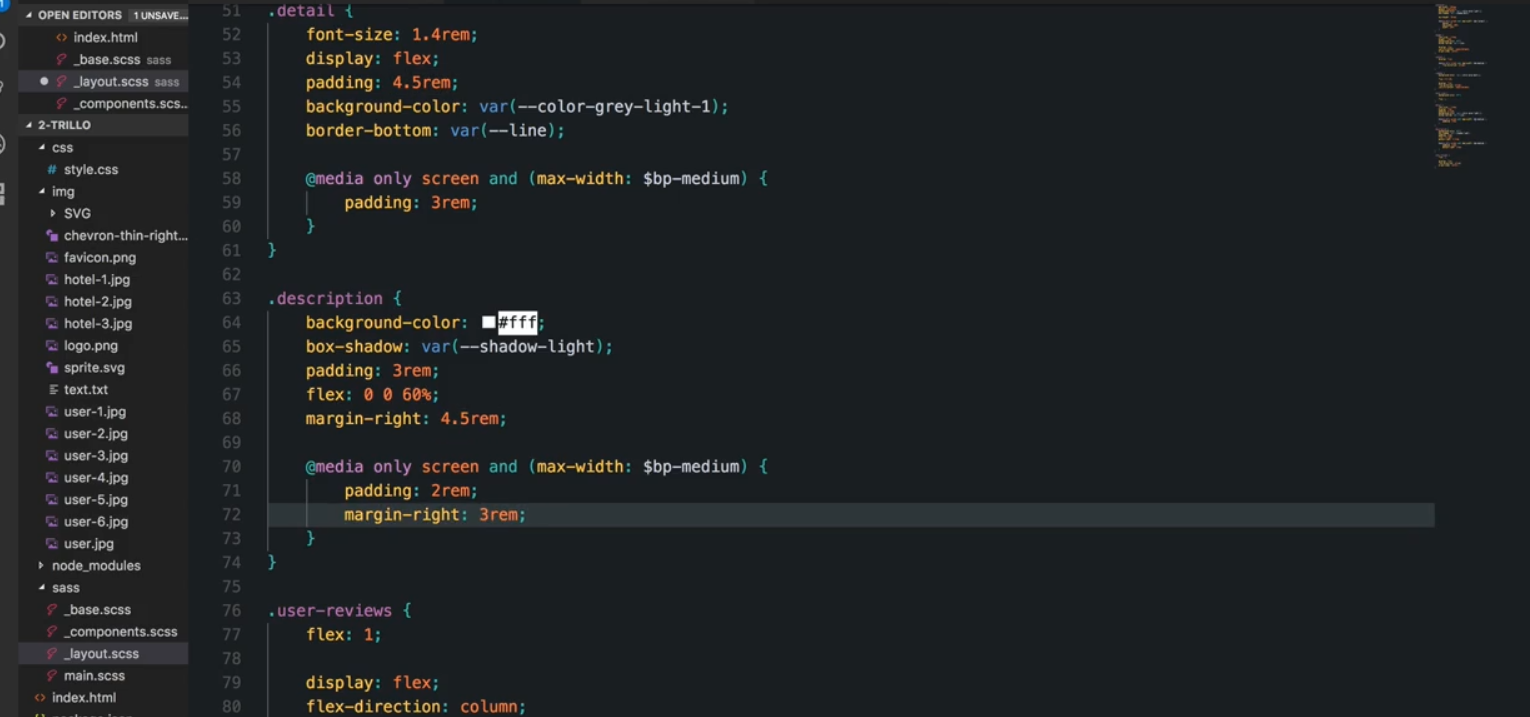 OPEN EDITORS 1 UNSAVE...
index.html
_base.scss sass
_layout.scss sass
_components.scs...
2-TRILLO
css
# style.css
img
SVG
chevron-thin-right...
favicon.png
hotel-1.jpg
hotel-2.jpg
hotel-3.jpg
logo.png
sprite.svg
text.txt
user-1.jpg
user-2.jpg
user-3.jpg
user-4.jpg
user-5.jpg
user-6.jpg
user.jpg
node_modules
sass
_base.scss
_components.scss
_layout.scss
main.scss
index.html
51 .detail {
52 font-size: 1.4rem;
53 display: flex;
54 padding: 4.5rem;
55 background-color: var(--color-grey-light-1);
56 border-bottom: var(--line);
57
58 @media only screen and (max-width: $bp-medium) {
59 padding: 3rem;
60 }
61 }
62
63 .description {
64 background-color: #fff;
65 box-shadow: var(--shadow-light);
66 padding: 3rem;
67 flex: 0 0 60%;
68 margin-right: 4.5rem;
69
70 @media only screen and (max-width: $bp-medium) {
71 padding: 2rem;
72 margin-right: 3rem;
73 }
74 }
75
76 .user-reviews {
77 flex: 1;
78
79 display: flex;
80 flex-direction: column;